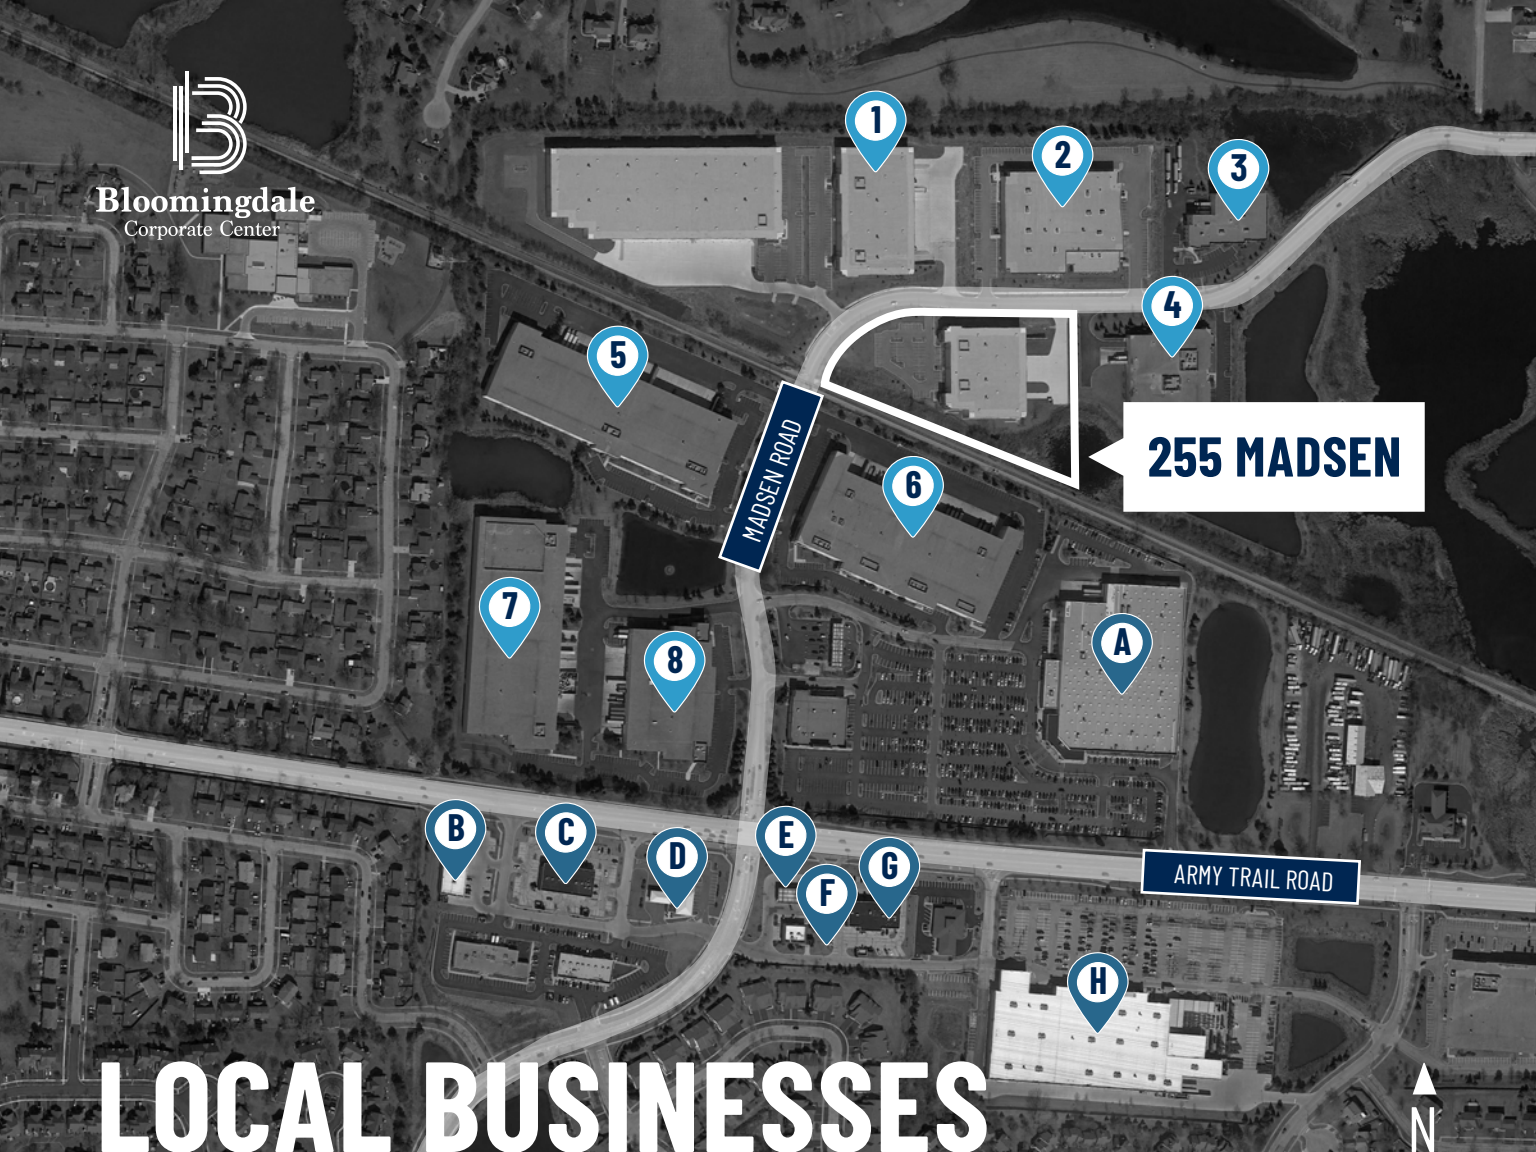 Bloomingdale
Corporate Center
1
2
3
4
5
6
7
8
MADSEN ROAD
255 MADSEN
A
B
C
D
E
F
G
H
ARMY TRAIL ROAD
LOCAL BUSINESSES
N